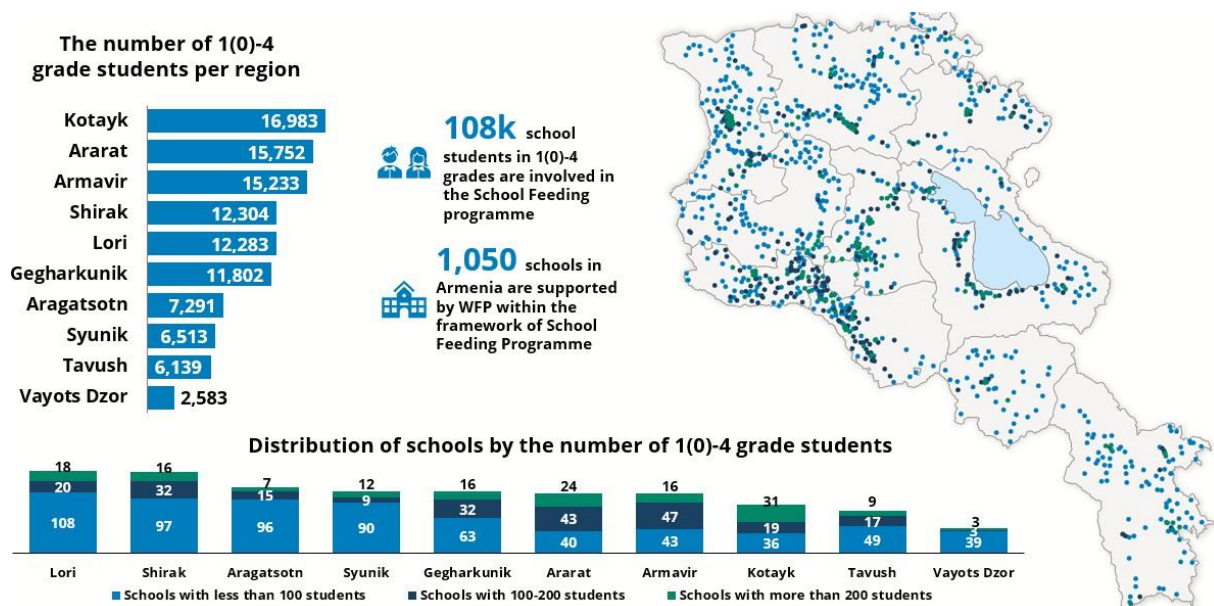 The number of 1(0)-4
grade students per region
Kotayk 16,983
Ararat 15,752
Armavir 15,233
Shirak 12,304
Lori 12,283
Gegharkunik 11,802
Aragatsotn 7,291
Syunik 6,513
Tavush 6,139
Vayots Dzor 2,583
108k school
students in 1(0)-4
grades are involved in
the School Feeding
programme
1,050 schools in
Armenia are supported
by WFP within the
framework of School
Feeding Programme
Distribution of schools by the number of 1(0)-4 grade students
18 16 7 12 16 24 16 31 9 3
20 32 15 9 32 43 47 19 17 3
108 97 96 90 63 40 43 36 49 39
Lori Shirak Aragatsotn Syunik Gegharkunik Ararat Armavir Kotayk Tavush Vayots Dzor
Schools with less than 100 students Schools with 100-200 students Schools with more than 200 students